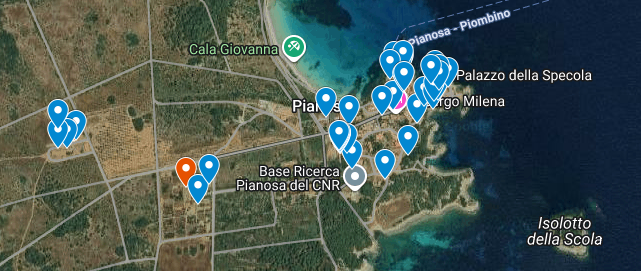 Pianosa - Piombino
Cala Giovanna
Palazzo della Specola
Pianos
rgo Milena
Base Ricerca
Pianosa del CNR
Isolotto
della Scola